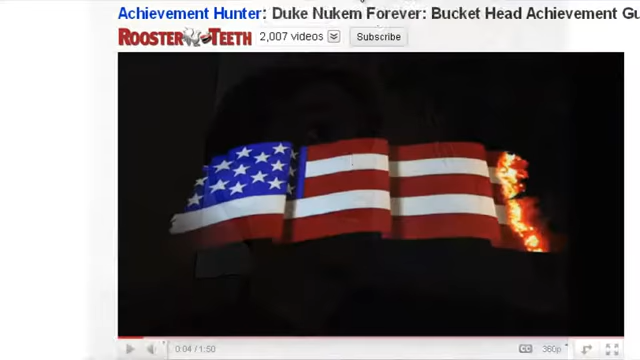 Achievement Hunter: Duke Nukem Forever: Bucket Head Achievement Gu
ROOSTER TEETH 2,007 videos Subscribe
0:04 / 1:50 CC 360p